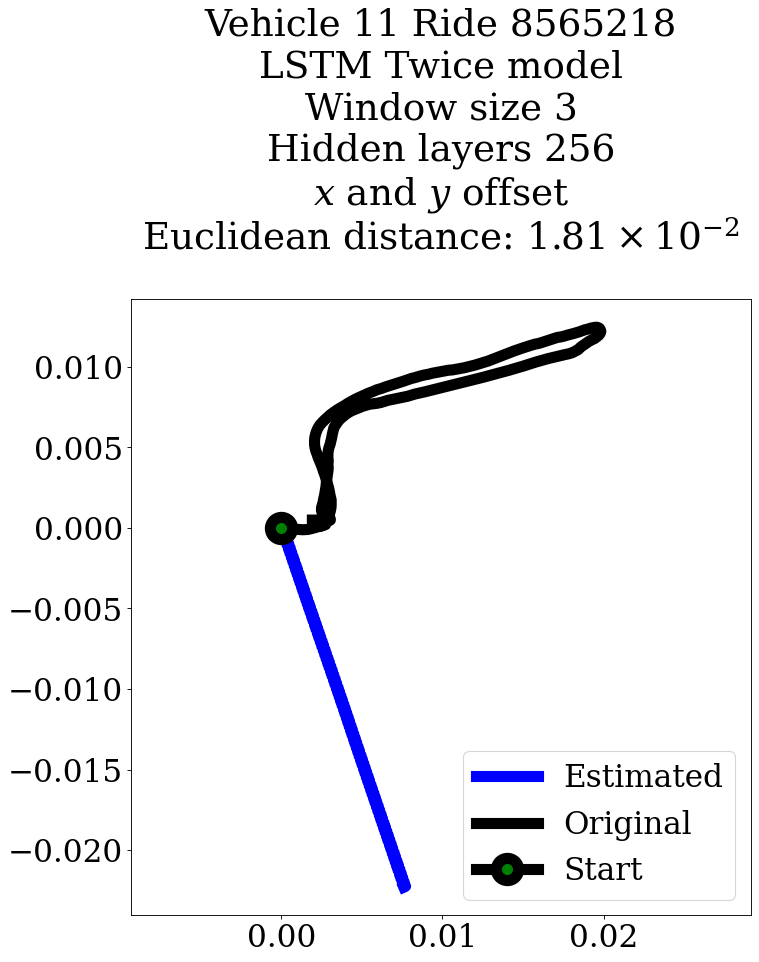 Vehicle 11 Ride 8565218
LSTM Twice model
Window size 3
Hidden layers 256
x and y offset
Euclidean distance: 1.81 × 10⁻²
0.010
0.005
0.000
−0.005
−0.010
−0.015
−0.020
Estimated
Original
Start
0.00 0.01 0.02